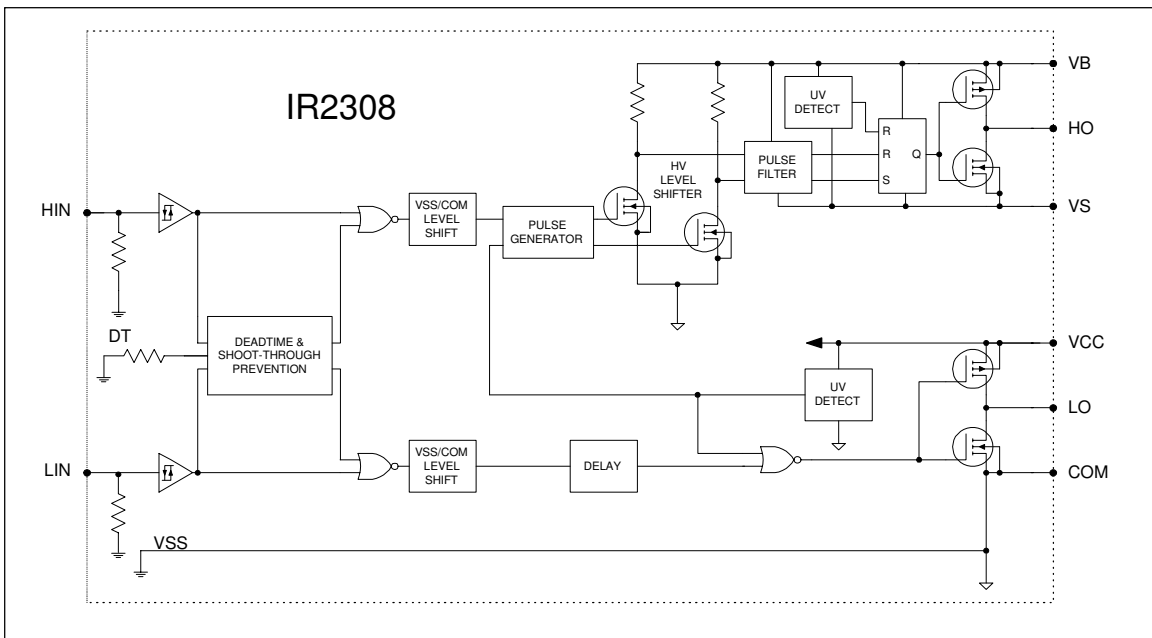 IR2308
VB
UV
DETECT
HO
R
R
Q
S
PULSE
FILTER
HV
LEVEL
SHIFTER
VS
HIN
VSS/COM
LEVEL
SHIFT
PULSE
GENERATOR
DT
DEADTIME &
SHOOT-THROUGH
PREVENTION
VCC
UV
DETECT
LO
LIN
VSS/COM
LEVEL
SHIFT
DELAY
COM
VSS